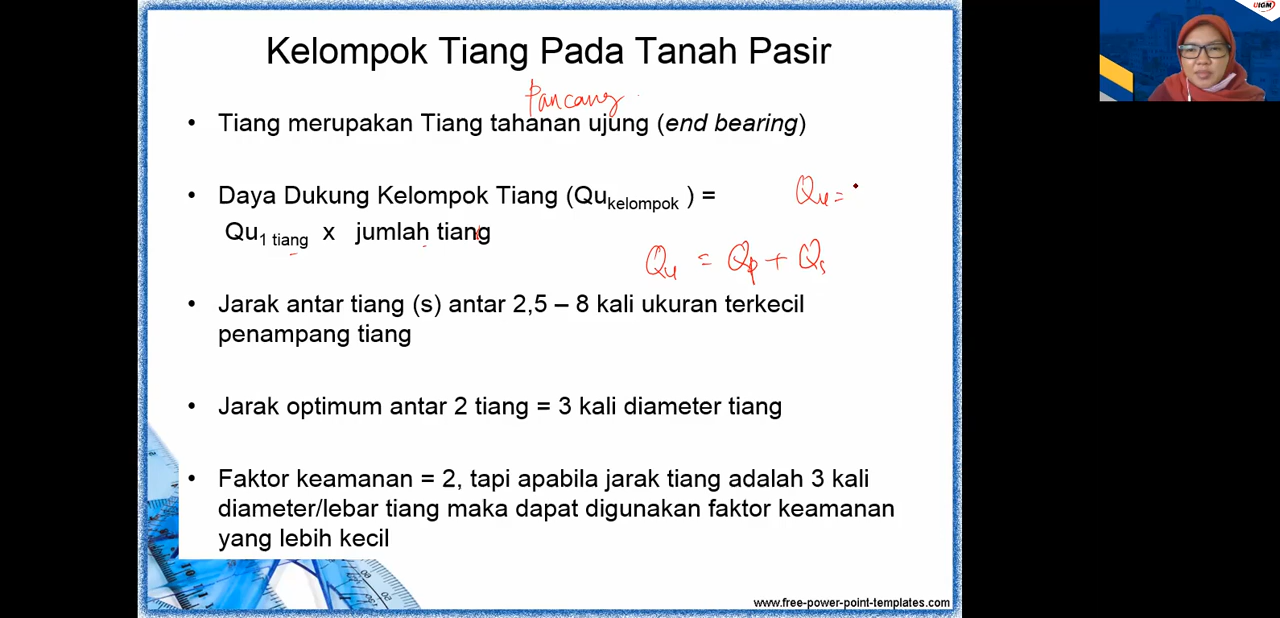 UIGM
Kelompok Tiang Pada Tanah Pasir
Pancang
• Tiang merupakan Tiang tahanan ujung (end bearing)
• Daya Dukung Kelompok Tiang (Qukelompok ) =
Qu1 tiang x jumlah tiang
Qu =
Qu = Qp + Qs
• Jarak antar tiang (s) antar 2,5 – 8 kali ukuran terkecil
penampang tiang
• Jarak optimum antar 2 tiang = 3 kali diameter tiang
• Faktor keamanan = 2, tapi apabila jarak tiang adalah 3 kali
diameter/lebar tiang maka dapat digunakan faktor keamanan
yang lebih kecil
www.free-power-point-templates.com